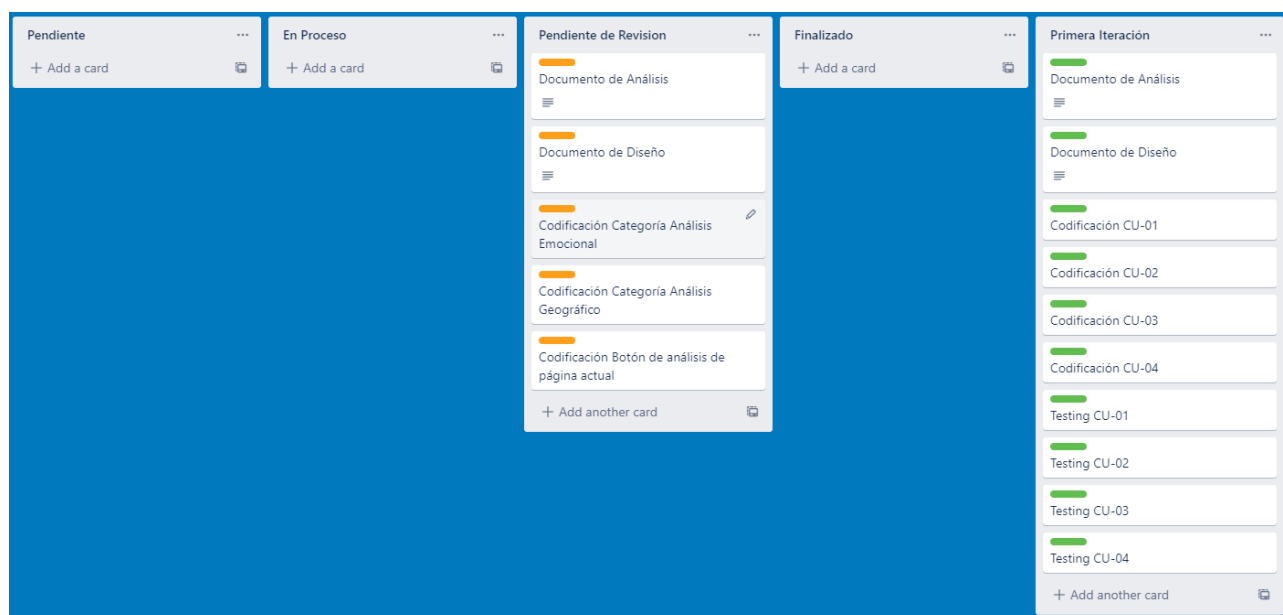 Pendiente
+ Add a card
En Proceso
+ Add a card
Pendiente de Revision
Documento de Análisis
Documento de Diseño
Codificación Categoría Análisis
Emocional
Codificación Categoría Análisis
Geográfico
Codificación Botón de análisis de
página actual
+ Add another card
Finalizado
+ Add a card
Primera Iteración
Documento de Análisis
Documento de Diseño
Codificación CU-01
Codificación CU-02
Codificación CU-03
Codificación CU-04
Testing CU-01
Testing CU-02
Testing CU-03
Testing CU-04
+ Add another card